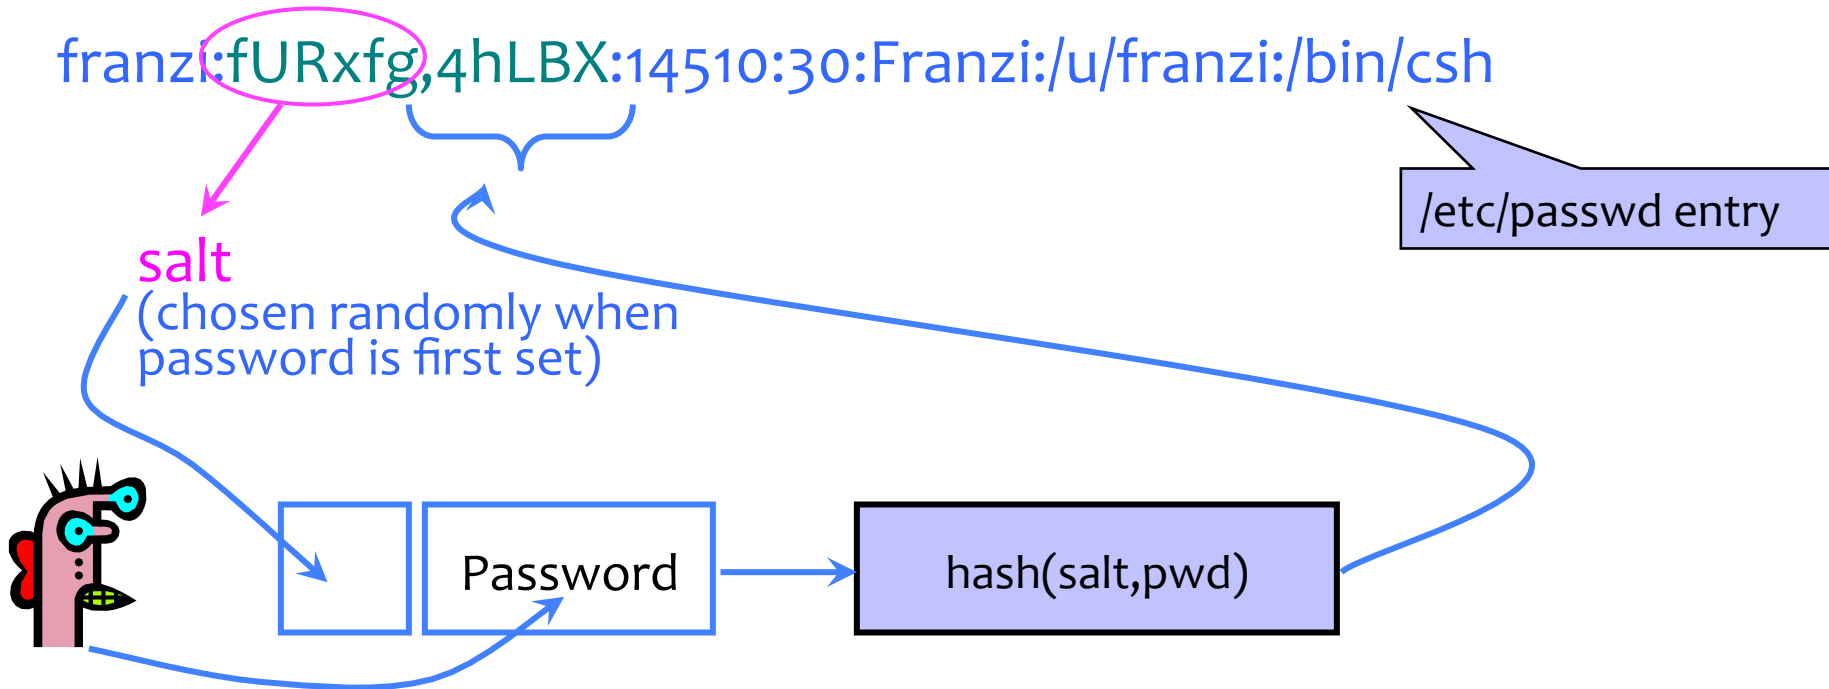 franzi:fURxfg,4hLBX:14510:30:Franzi:/u/franzi:/bin/csh
/etc/passwd entry
salt
(chosen randomly when
password is first set)
Password
hash(salt,pwd)